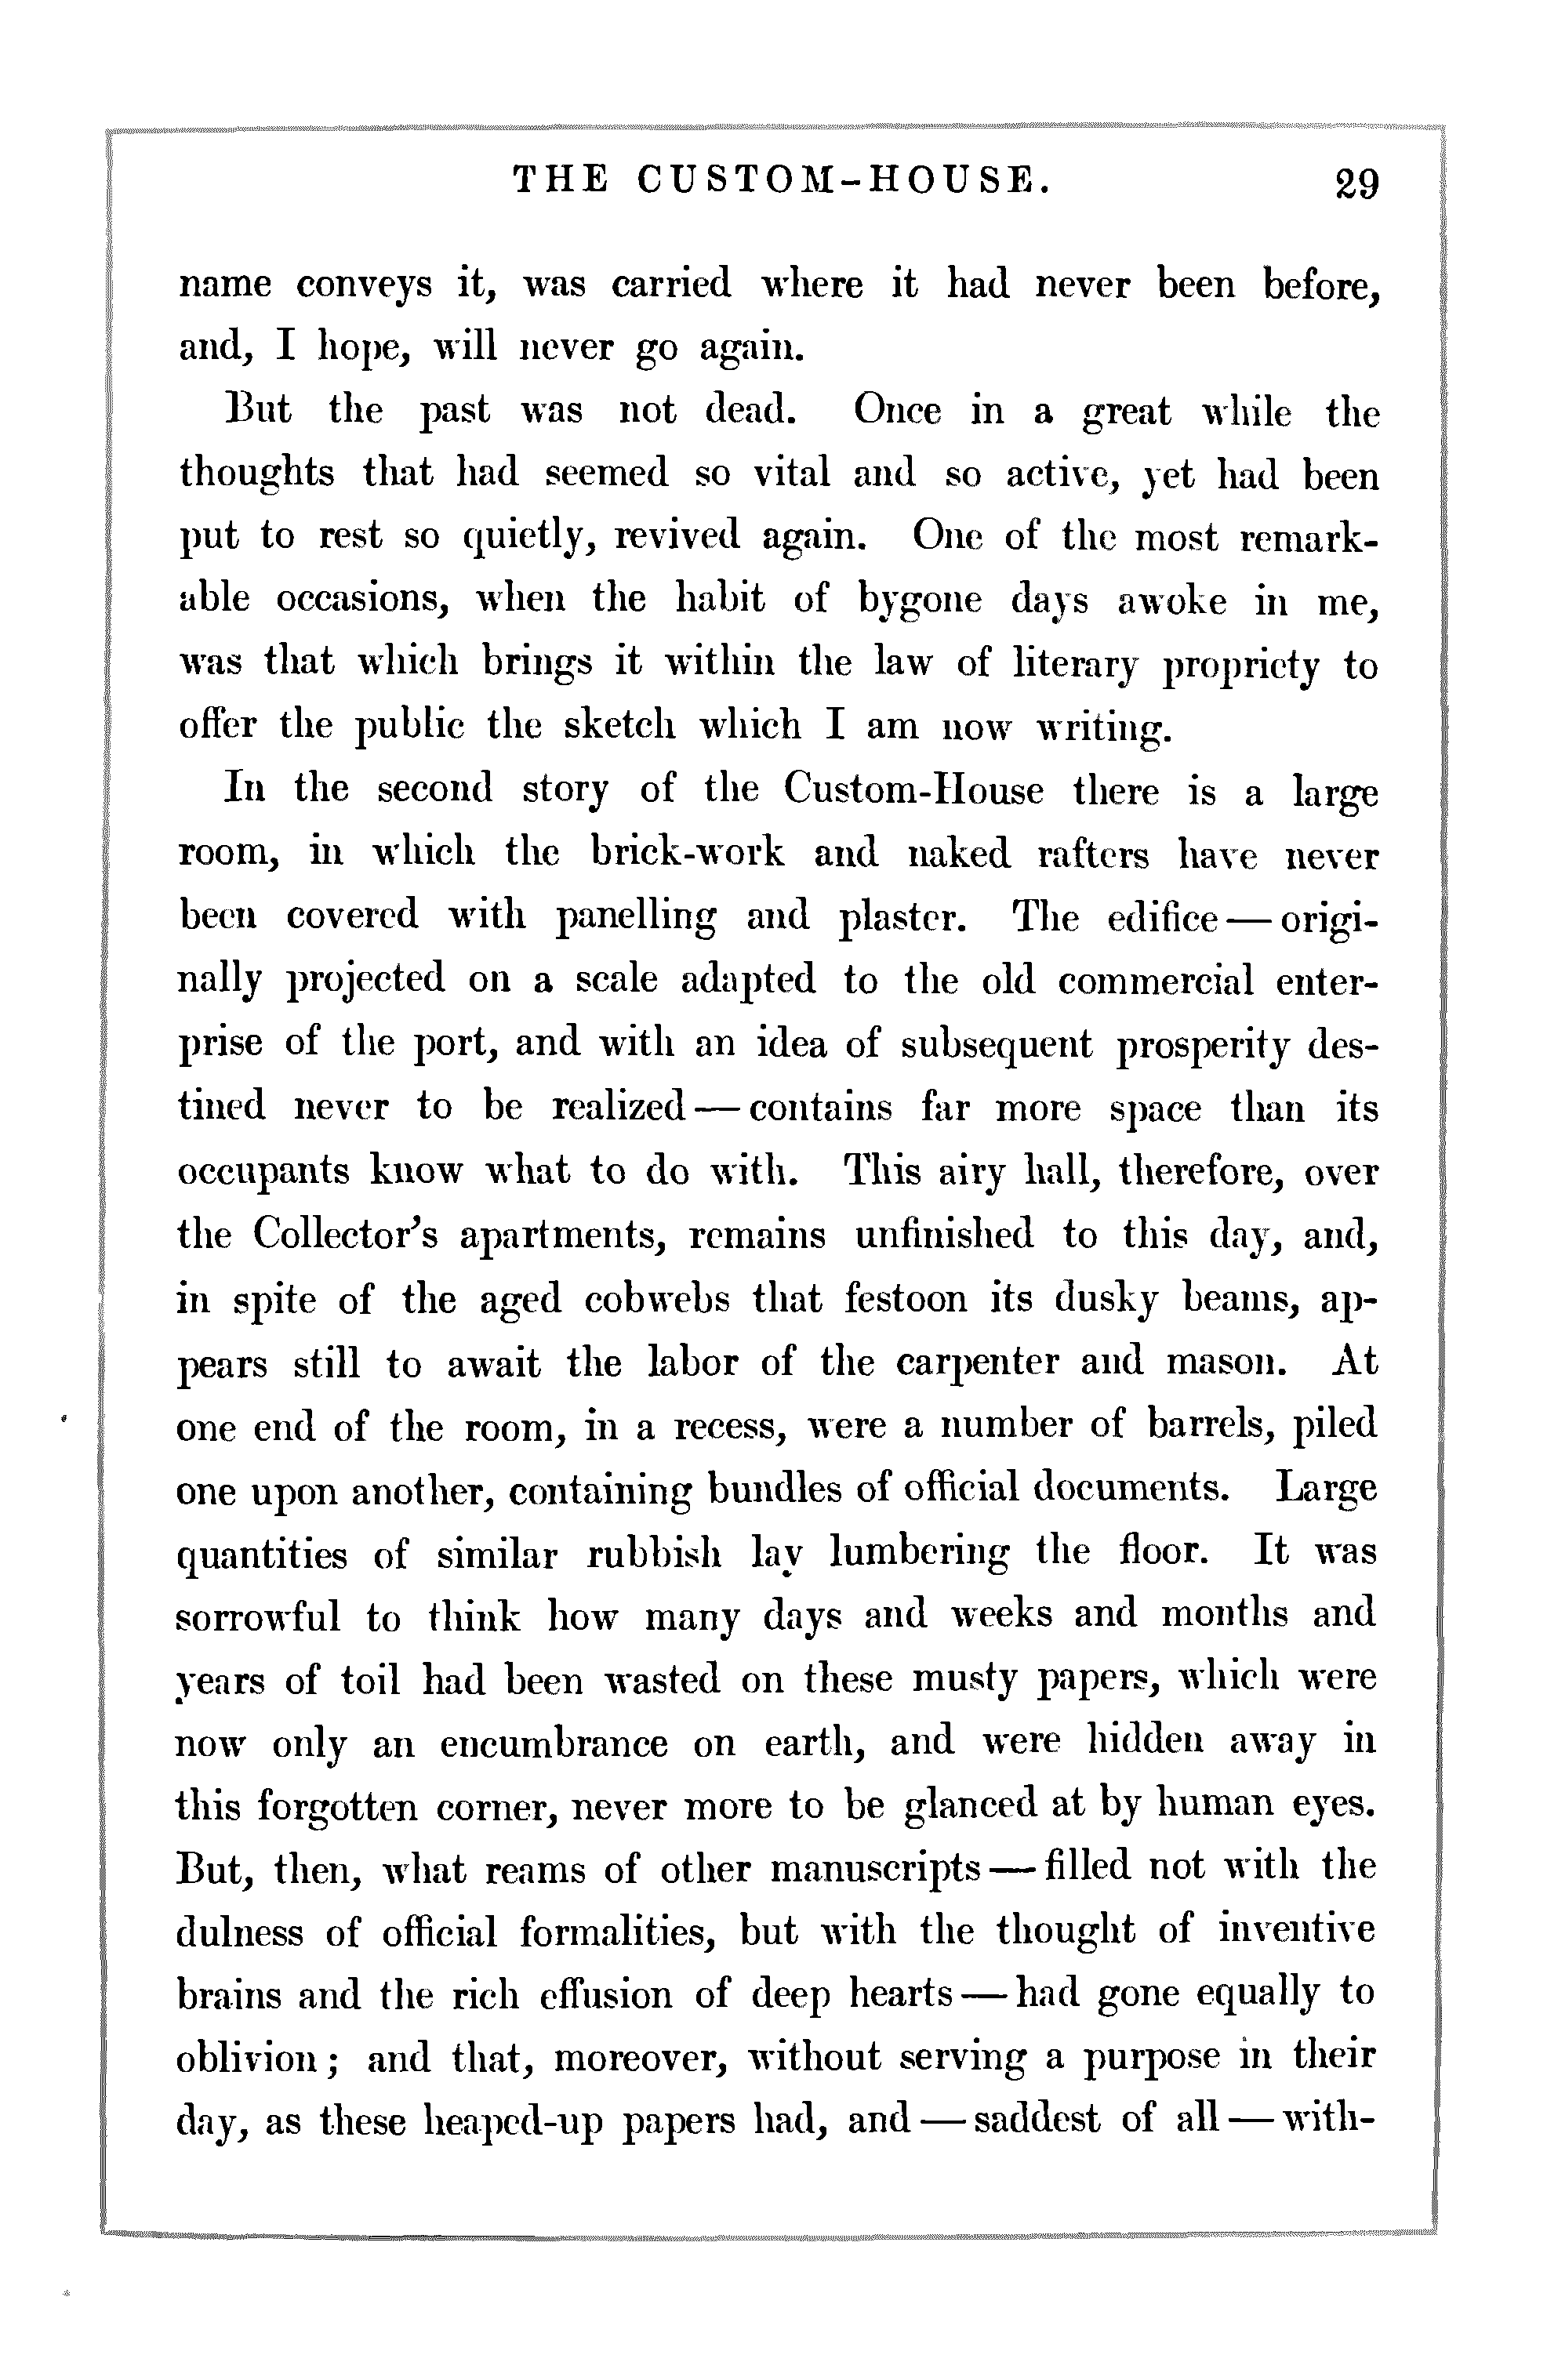 THE CUSTOM-HOUSE. 29
name conveys it, was carried where it had never been before,
and, I hope, will never go again.
But the past was not dead. Once in a great while the
thoughts that had seemed so vital and so active, yet had been
put to rest so quietly, revived again. One of the most remark-
able occasions, when the habit of bygone days awoke in me,
was that which brings it within the law of literary propriety to
offer the public the sketch which I am now writing.
In the second story of the Custom-House there is a large
room, in which the brick-work and naked rafters have never
been covered with panelling and plaster. The edifice — origi-
nally projected on a scale adapted to the old commercial enter-
prise of the port, and with an idea of subsequent prosperity des-
tined never to be realized — contains far more space than its
occupants know what to do with. This airy hall, therefore, over
the Collector's apartments, remains unfinished to this day, and,
in spite of the aged cobwebs that festoon its dusky beams, ap-
pears still to await the labor of the carpenter and mason. At
one end of the room, in a recess, were a number of barrels, piled
one upon another, containing bundles of official documents. Large
quantities of similar rubbish lay lumbering the floor. It was
sorrowful to think how many days and weeks and months and
years of toil had been wasted on these musty papers, which were
now only an encumbrance on earth, and were hidden away in
this forgotten corner, never more to be glanced at by human eyes.
But, then, what reams of other manuscripts — filled not with the
dulness of official formalities, but with the thought of inventive
brains and the rich effusion of deep hearts — had gone equally to
oblivion ; and that, moreover, without serving a purpose in their
day, as these heaped-up papers had, and — saddest of all — with-